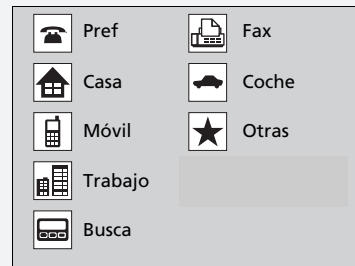 Pref
Fax
Casa
Coche
Móvil
Otras
Trabajo
Busca